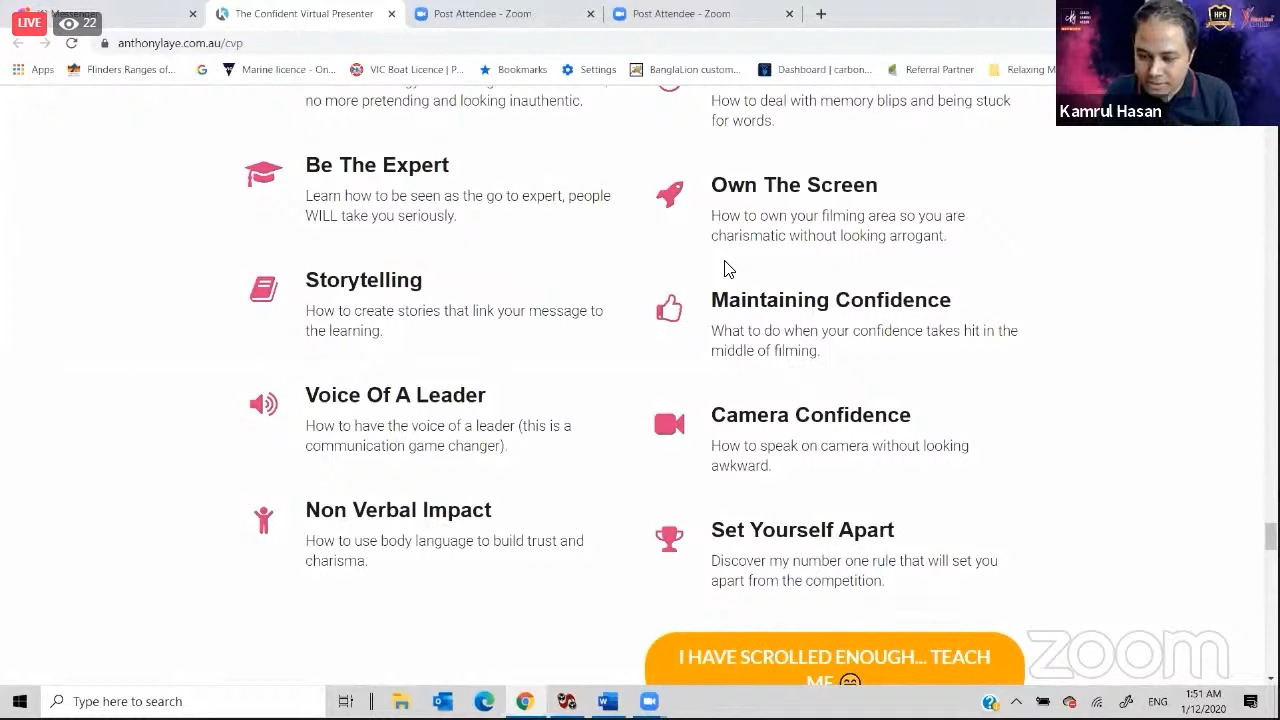 LIVE
22
The Confident Virtual Presenter
Post Attendee - Zoom
Post Attendee - Zoom
anthonylaye.com.au/cvp
Apps
Flinders Ranges of...
Marine licence - On...
VIC Boat Licence | P...
Bookmarks
Settings
BanglaLion custom...
Dashboard | carbon...
Referral Partner
Relaxing M
HPG
Kamrul Hasan
no more pretending and looking inauthentic.
How to deal with memory blips and being stuck
for words.
Be The Expert
Learn how to be seen as the go to expert, people
WILL take you seriously.
Own The Screen
How to own your filming area so you are
charismatic without looking arrogant.
Storytelling
How to create stories that link your message to
the learning.
Maintaining Confidence
What to do when your confidence takes hit in the
middle of filming.
Voice Of A Leader
How to have the voice of a leader (this is a
communication game changer).
Camera Confidence
How to speak on camera without looking
awkward.
Non Verbal Impact
How to use body language to build trust and
charisma.
Set Yourself Apart
Discover my number one rule that will set you
apart from the competition.
I HAVE SCROLLED ENOUGH... TEACH
ME
zoom
Type here to search
ENG
1:51 AM
1/12/2020